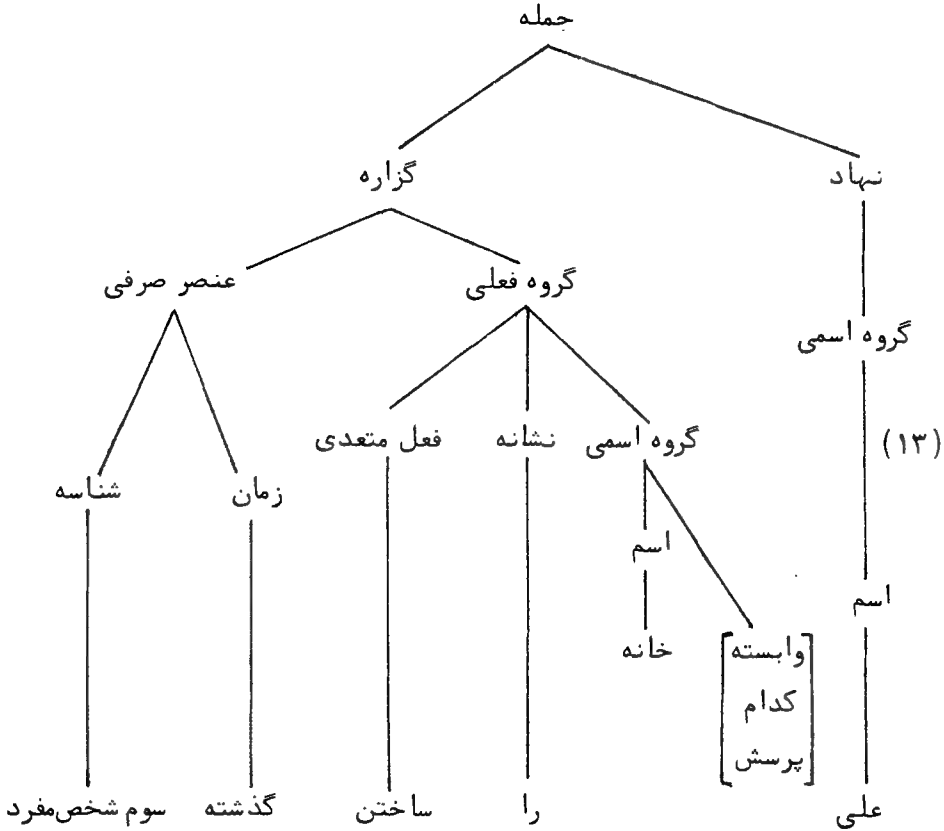 جمله
نهاد
گزاره
گروه فعلی
عنصر صرفی
گروه اسمی
(۱۳)
گروه اسمی
نشانه
فعل متعدی
زمان
شناسه
اسم
اسم
وابسته
خانه
کدام
پرسش
علی
را
ساختن
گذشته
سوم شخص‌مفرد